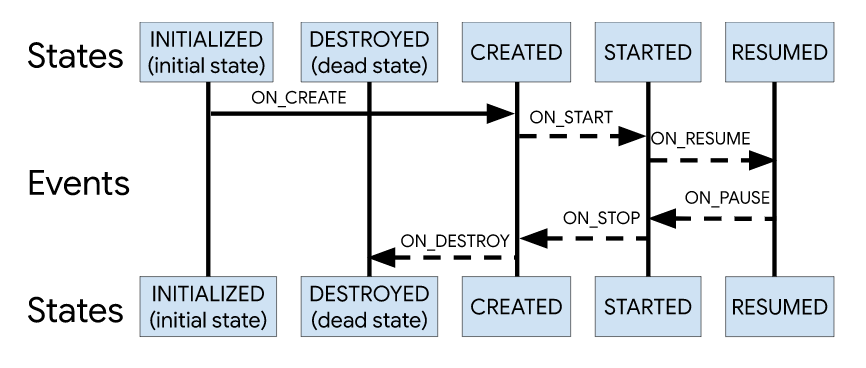 States
INITIALIZED
(initial state)
DESTROYED
(dead state)
CREATED
STARTED
RESUMED
ON_CREATE
ON_START
ON_RESUME
Events
ON_PAUSE
ON_STOP
ON_DESTROY
States
INITIALIZED
(initial state)
DESTROYED
(dead state)
CREATED
STARTED
RESUMED